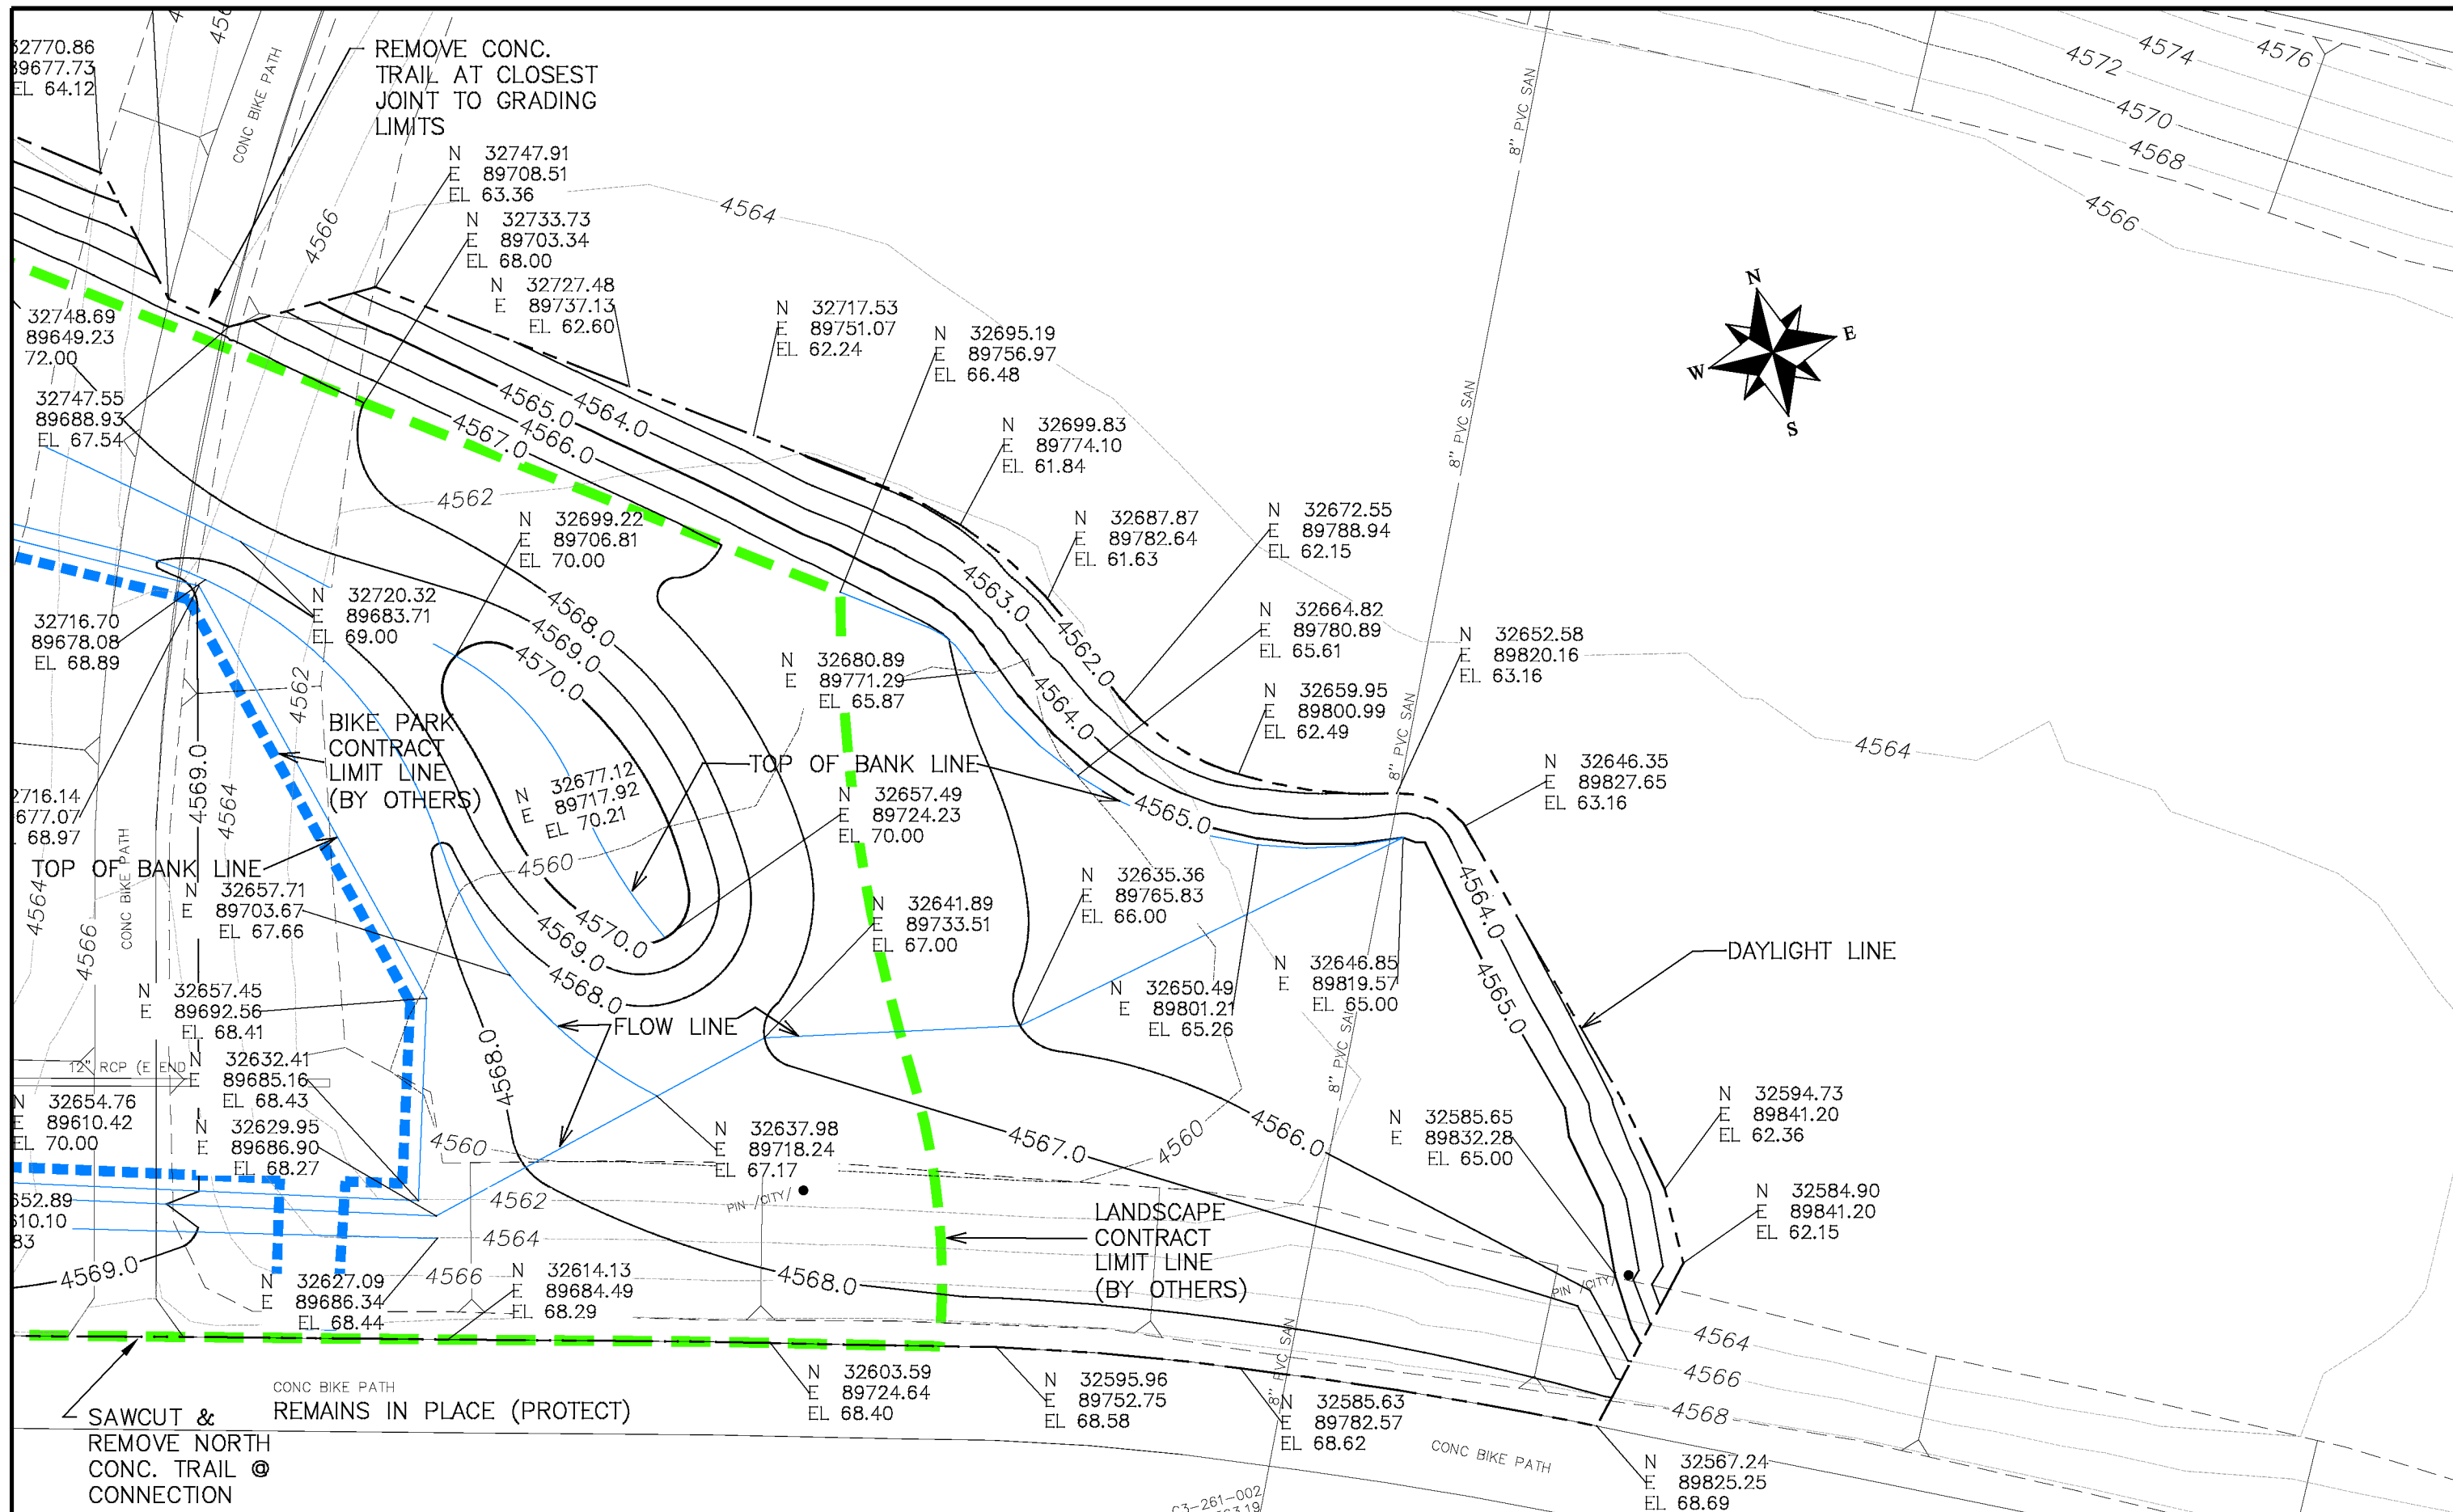 32770.86
89677.73
EL 64.12
REMOVE CONC.
TRAIL AT CLOSEST
JOINT TO GRADING
LIMITS
CONC BIKE PATH
4566
N 32747.91
E 89708.51
EL 63.36
N 32733.73
E 89703.34
EL 68.00
N 32727.48
E 89737.13
EL 62.60
4564
8" PVC SAN
4572
4574
4576
4570
4568
4566
N
E
W
S
32748.69
89649.23
72.00
32747.55
89688.93
EL 67.54
N 32717.53
E 89751.07
EL 62.24
N 32695.19
E 89756.97
EL 66.48
N 32699.83
E 89774.10
EL 61.84
4565.0
4564.0
4567.0
4566.0
4562
8" PVC SAN
N 32699.22
E 89706.81
EL 70.00
N 32687.87
E 89782.64
EL 61.63
N 32672.55
E 89788.94
EL 62.15
N 32720.32
E 89683.71
EL 69.00
32716.70
89678.08
EL 68.89
4568.0
4569.0
4570.0
4563.0
4562.0
4564.0
N 32664.82
E 89780.89
EL 65.61
N 32652.58
E 89820.16
EL 63.16
N 32680.89
E 89771.29
EL 65.87
N 32659.95
E 89800.99
EL 62.49
8" PVC SAN
4562
4569.0
4564
BIKE PARK
CONTRACT
LIMIT LINE
(BY OTHERS)
N 32677.12
E 89717.92
EL 70.21
TOP OF BANK LINE
4565.0
4564
N 32646.35
E 89827.65
EL 63.16
2716.14
677.07
68.97
N 32657.49
E 89724.23
EL 70.00
TOP OF BANK LINE
CONC BIKE PATH
4564
4566
4560
N 32657.71
E 89703.67
EL 67.66
N 32641.89
E 89733.51
EL 67.00
N 32635.36
E 89765.83
EL 66.00
4564.0
4565.0
DAYLIGHT LINE
4570.0
4569.0
4568.0
N 32657.45
E 89692.56
EL 68.41
FLOW LINE
N 32650.49
E 89801.21
EL 65.26
N 32646.85
E 89819.57
EL 65.00
8" PVC SAN
12" RCP (E END
N 32632.41
E 89685.16
EL 68.43
4568.0
N 32654.76
E 89610.42
EL 70.00
N 32629.95
E 89686.90
EL 68.27
4560
N 32637.98
E 89718.24
EL 67.17
4567.0
4560
4566.0
N 32585.65
E 89832.28
EL 65.00
N 32594.73
E 89841.20
EL 62.36
652.89
610.10
83
4562
PIN /CITY/
LANDSCAPE
CONTRACT
LIMIT LINE
(BY OTHERS)
N 32584.90
E 89841.20
EL 62.15
4564
4569.0
4566
4568.0
PIN /CITY/
N 32627.09
E 89686.34
EL 68.44
N 32614.13
E 89684.49
EL 68.29
4564
4566
4568
8" PVC SAN
CONC BIKE PATH
REMAINS IN PLACE (PROTECT)
SAWCUT &
REMOVE NORTH
CONC. TRAIL @
CONNECTION
N 32603.59
E 89724.64
EL 68.40
N 32595.96
E 89752.75
EL 68.58
N 32585.63
E 89782.57
EL 68.62
CONC BIKE PATH
N 32567.24
E 89825.25
EL 68.69
C3-261-002